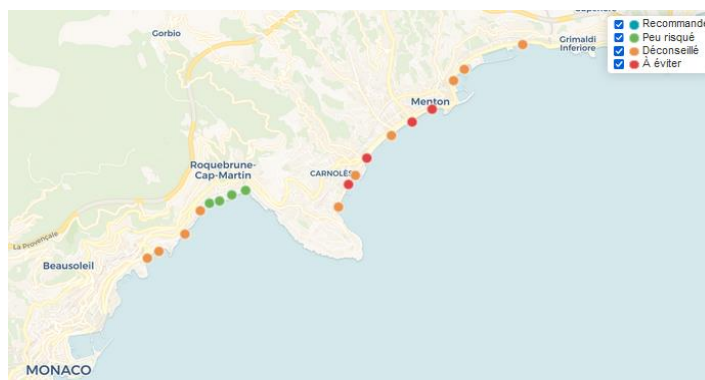 Gorbio
Grimaldi
Inferiore
Recommandé
Peu risqué
Déconseillé
À éviter
Menton
Roquebrune-
Cap-Martin
CARNOLÈS
La Provençale
Beausoleil
MONACO